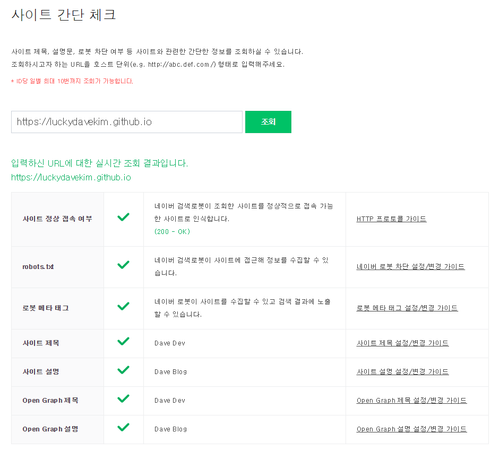 사이트 간단 체크
사이트 제목, 설명문, 로봇 차단 여부 등 사이트와 관련한 간단한 정보를 조회하실 수 있습니다.
조회하시고자 하는 URL을 호스트 단위(e.g. http://abc.def.com/) 형태로 입력해주세요.
* ID당 일별 최대 10번까지 조회가 가능합니다.
https://luckydavekim.github.io
조회
입력하신 URL에 대한 실시간 조회 결과입니다.
https://luckydavekim.github.io
사이트 정상 접속 여부
네이버 검색로봇이 조회한 사이트를 정상적으로 접속 가능
한 사이트로 인식합니다.
(200 - OK)
HTTP 프로토콜 가이드
robots.txt
네이버 검색로봇이 사이트에 접근해 정보를 수집할 수 있
습니다.
네이버 로봇 차단 설정/변경 가이드
로봇 메타 태그
네이버 로봇이 사이트를 수집할 수 있고 검색 결과에 노출
할 수 있습니다.
로봇 메타 태그 설정/변경 가이드
사이트 제목
Dave Dev
사이트 제목 설정/변경 가이드
사이트 설명
Dave Blog
사이트 설명 설정/변경 가이드
Open Graph 제목
Dave Dev
Open Graph 제목 설정/변경 가이드
Open Graph 설명
Dave Blog
Open Graph 설명 설정/변경 가이드